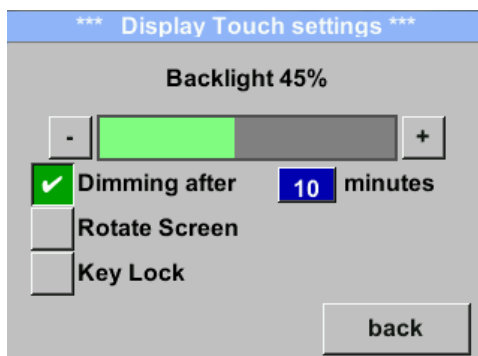 *** Display Touch settings ***
Backlight 45%
- +
Dimming after 10 minutes
Rotate Screen
Key Lock
back